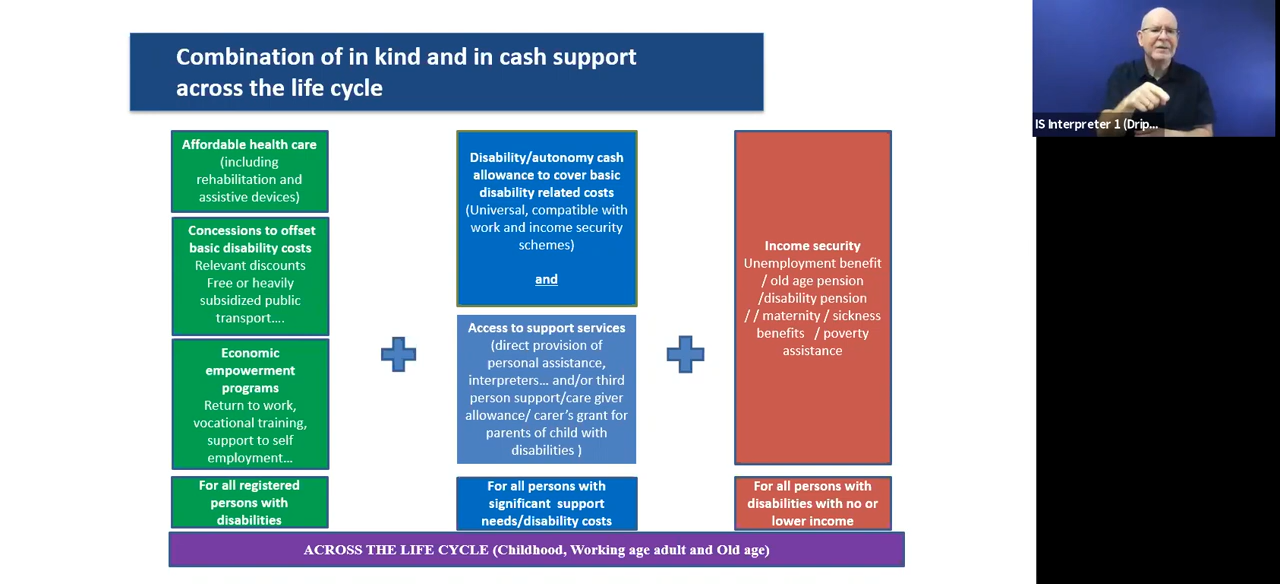 Combination of in kind and in cash support
across the life cycle
Affordable health care
(including
rehabilitation and
assistive devices)
Concessions to offset
basic disability costs
Relevant discounts
Free or heavily
subsidized public
transport....
Economic
empowerment
programs
Return to work,
vocational training,
support to self
employment...
For all registered
persons with
disabilities
Disability/autonomy cash
allowance to cover basic
disability related costs
(Universal, compatible with
work and income security
schemes)
and
Access to support services
(direct provision of
personal assistance,
interpreters... and/or third
person support/care giver
allowance/ carer's grant for
parents of child with
disabilities )
For all persons with
significant support
needs/disability costs
Income security
Unemployment benefit
/ old age pension
/disability pension
/ / maternity / sickness
benefits / poverty
assistance
For all persons with
disabilities with no or
lower income
ACROSS THE LIFE CYCLE (Childhood, Working age adult and Old age)
IS Interpreter 1 (Drip...